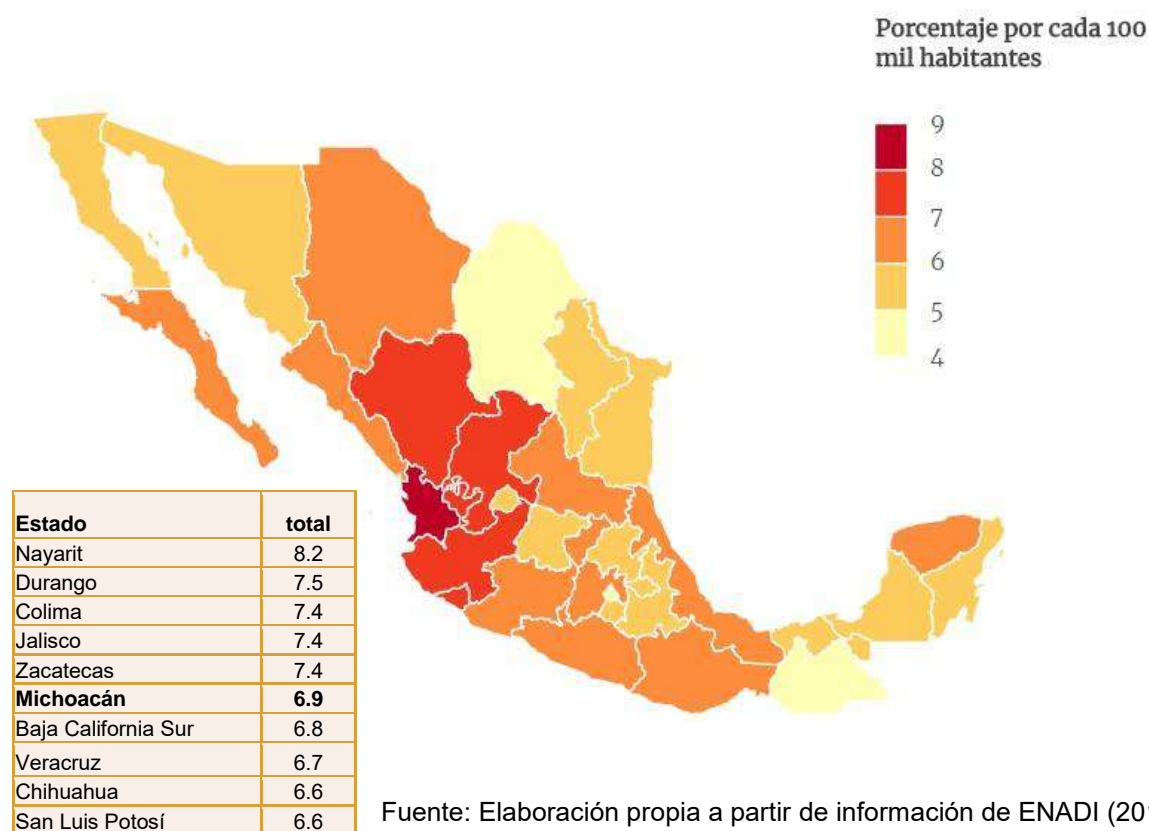 Porcentaje por cada 100
mil habitantes
9
8
7
6
5
4
Estado total
Nayarit 8.2
Durango 7.5
Colima 7.4
Jalisco 7.4
Zacatecas 7.4
Michoacán 6.9
Baja California Sur 6.8
Veracruz 6.7
Chihuahua 6.6
San Luis Potosí 6.6
Fuente: Elaboración propia a partir de información de ENADI